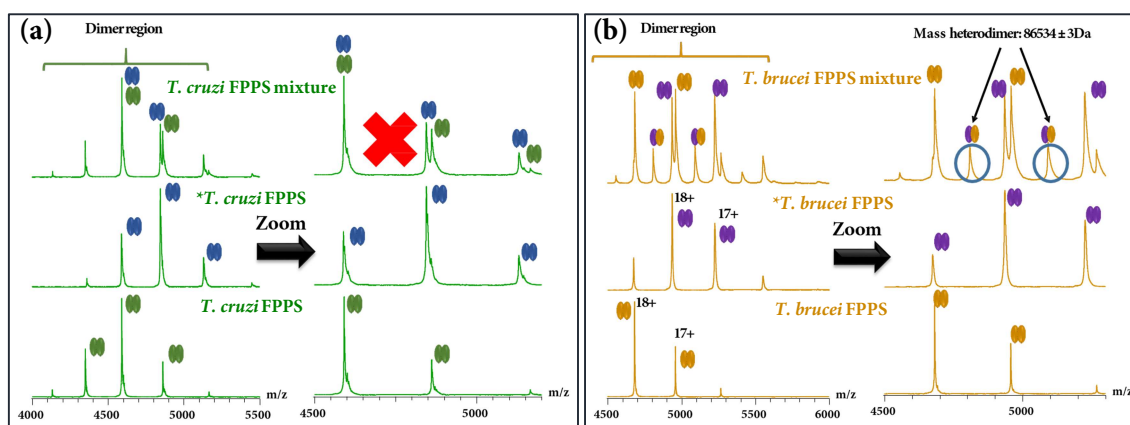 (a)
Dimer region
T. cruzi FPPS mixture
*T. cruzi FPPS
Zoom
T. cruzi FPPS
m/z
m/z
4000 4500 5000 5500
4500 5000
(b)
Dimer region
Mass heterodimer: 86534 ± 3Da
T. brucei FPPS mixture
18+
*T. brucei FPPS
17+
Zoom
T. brucei FPPS
18+
17+
m/z
m/z
4500 5000 5500 6000
4500 5000